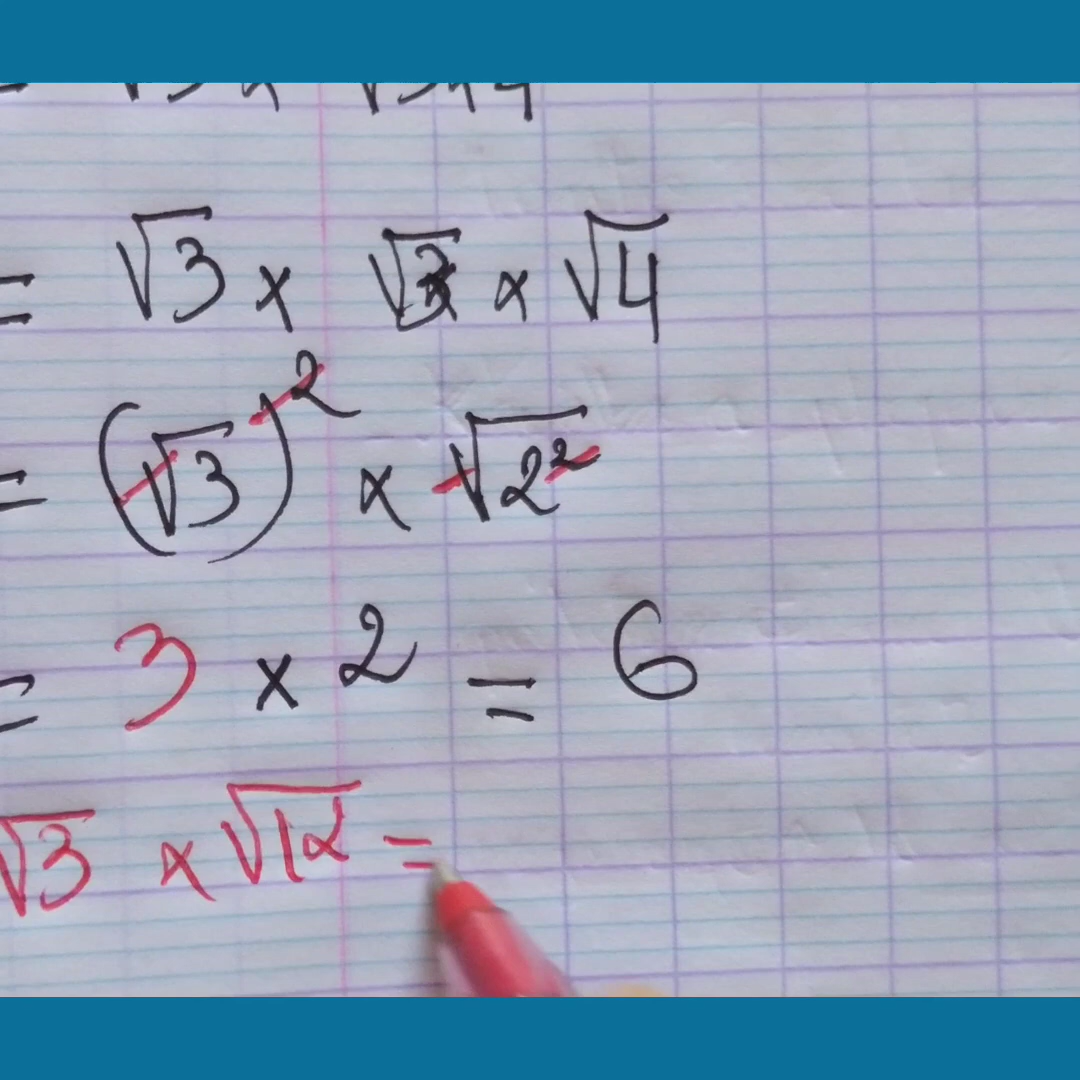 = √3 x √3 x √4
= (√3)² x √2²
= 3 x 2 = 6
√3 x √12 =